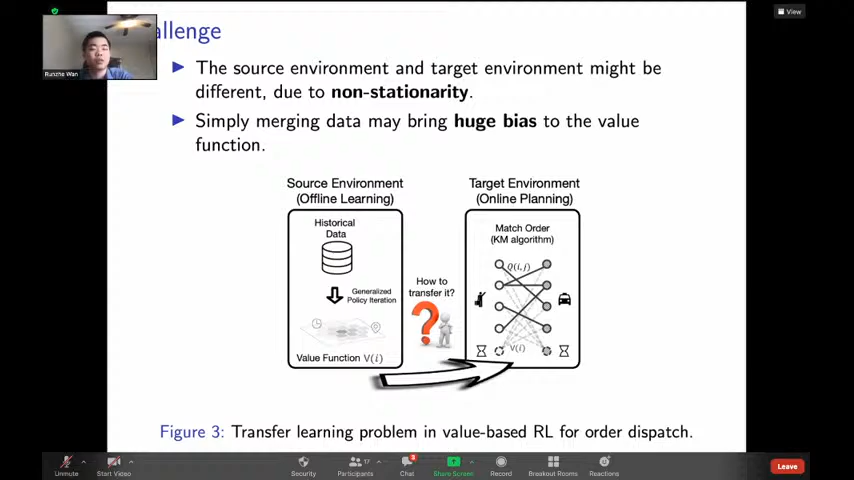 View
Runzhe Wan
allenge
The source environment and target environment might be
different, due to non-stationarity.
Simply merging data may bring huge bias to the value
function.
Source Environment
(Offline Learning)
Target Environment
(Online Planning)
Historical
Data
Generalized
Policy Iteration
Value Function V(i)
How to
transfer it?
?
Match Order
(KM algorithm)
Q(i,j)
V(i)
Figure 3: Transfer learning problem in value-based RL for order dispatch.
Unmute
Start Video
Security
Participants
17
Chat
Share Screen
Record
Breakout Rooms
Reactions
Leave